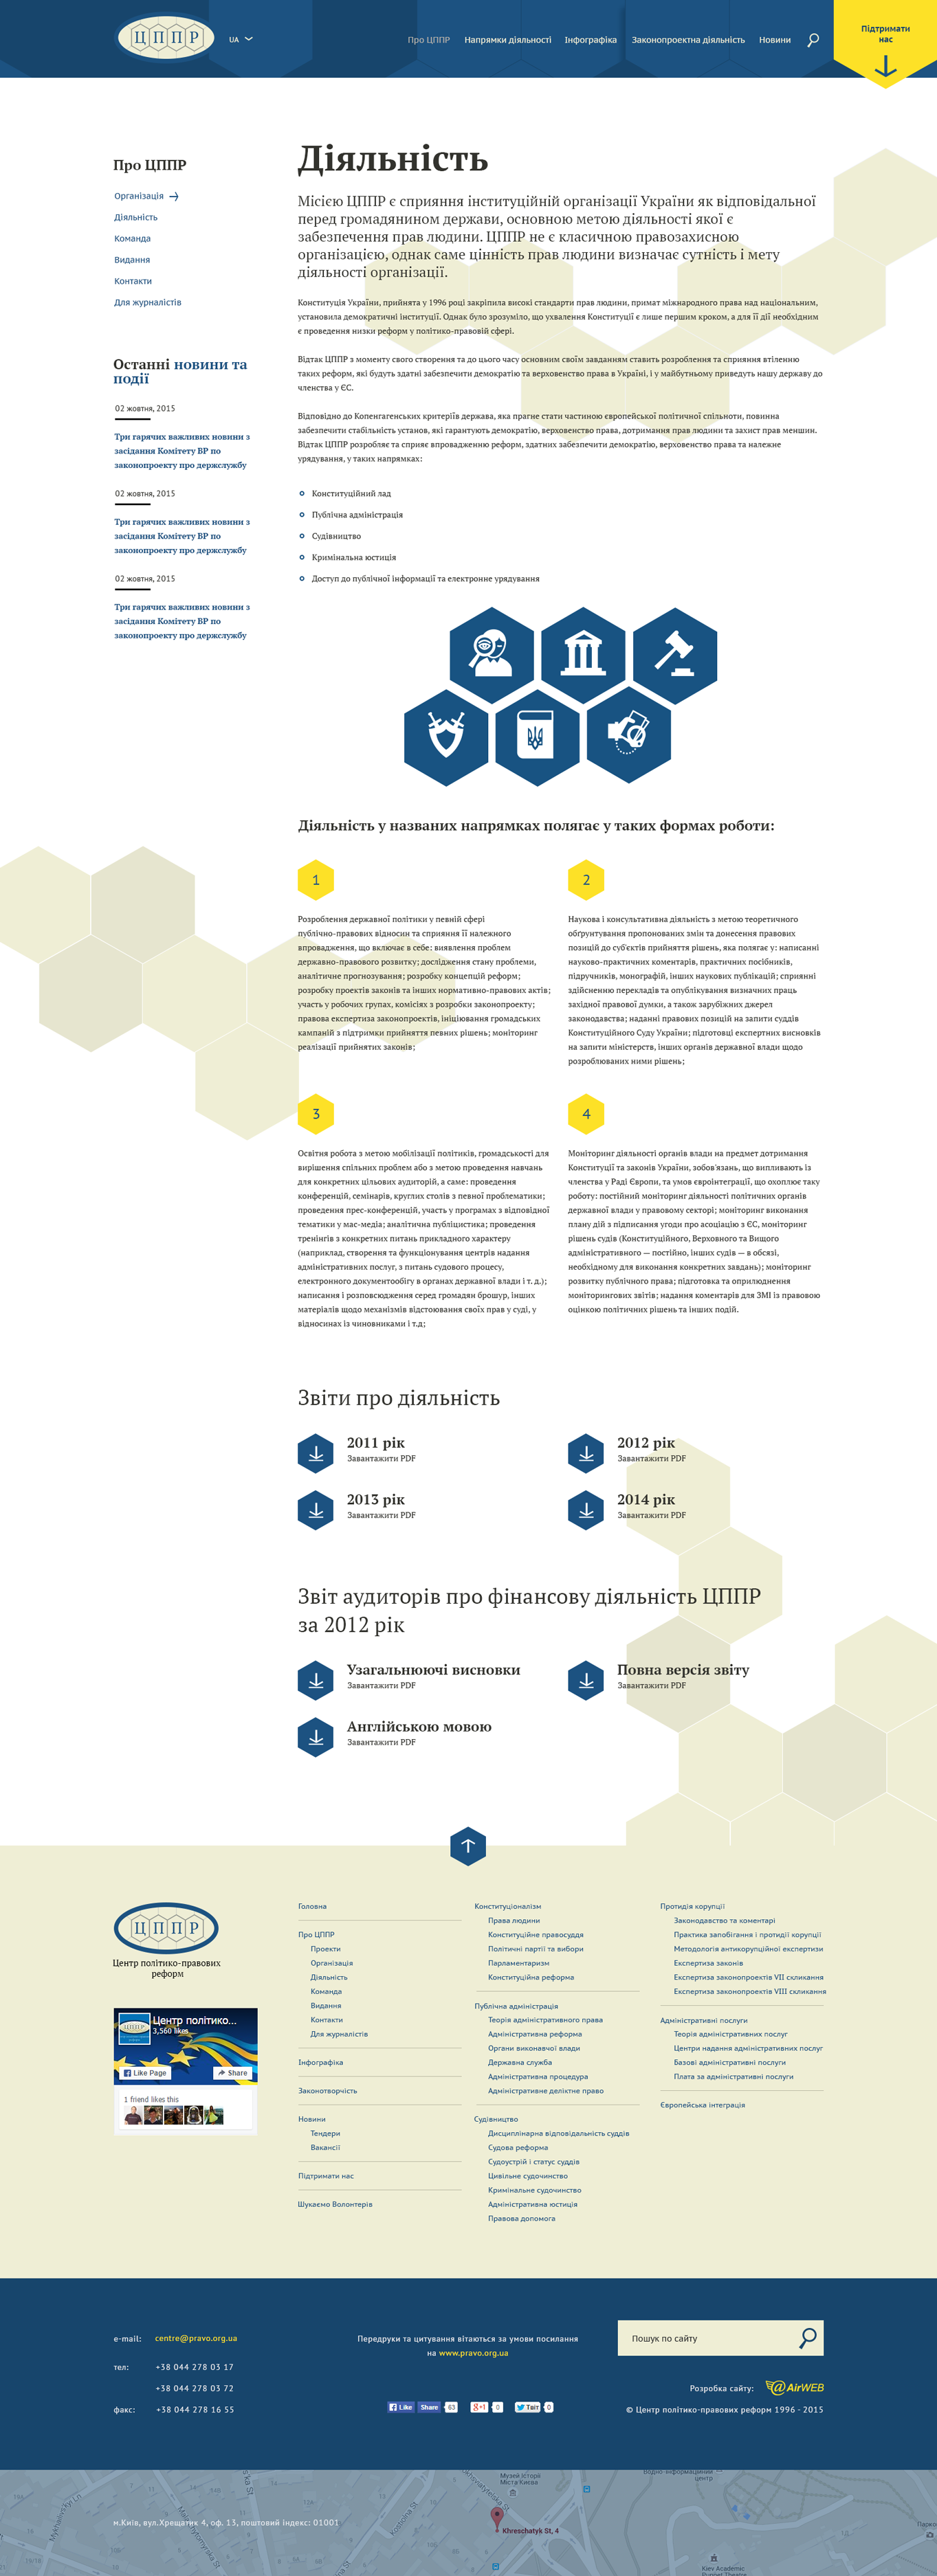 ЦППР
UA
Про ЦППР
Напрямки діяльності
Інфографіка
Законопроектна діяльність
Новини
Підтримати
нас
Про ЦППР
Організація
Діяльність
Команда
Видання
Контакти
Для журналістів
Останні новини та
події
02 жовтня, 2015
Три гарячих важливих новини з
засідання Комітету ВР по
законопроекту про держслужбу
02 жовтня, 2015
Три гарячих важливих новини з
засідання Комітету ВР по
законопроекту про держслужбу
02 жовтня, 2015
Три гарячих важливих новини з
засідання Комітету ВР по
законопроекту про держслужбу
Діяльність
Місією ЦППР є сприяння інституційній організації України як відповідальної
перед громадянином держави, основною метою діяльності якої є
забезпечення прав людини. ЦППР не є класичною правозахисною
організацією, однак саме цінність прав людини визначає сутність і мету
діяльності організації.
Конституція України, прийнята у 1996 році закріпила високі стандарти прав людини, примат міжнародного права над національним,
установила демократичні інституції. Однак було зрозуміло, що ухвалення Конституції є лише першим кроком, а для її дії необхідним
є проведення низки реформ у політико-правовій сфері.
Відтак ЦППР з моменту свого створення та до цього часу основним своїм завданням ставить розроблення та сприяння втіленню
таких реформ, які будуть здатні забезпечити демократію та верховенство права в Україні, і у майбутньому приведуть нашу державу до
членства у ЄС.
Відповідно до Копенгагенських критеріїв держава, яка прагне стати частиною європейської політичної спільноти, повинна
забезпечити стабільність установ, які гарантують демократію, верховенство права, дотримання прав людини та захист прав меншин.
Відтак ЦППР розробляє та сприяє впровадженню реформ, здатних забезпечити демократію, верховенство права та належне
урядування, у таких напрямках:
Конституційний лад
Публічна адміністрація
Судівництво
Кримінальна юстиція
Доступ до публічної інформації та електронне урядування
Діяльність у названих напрямках полягає у таких формах роботи:
1
Розроблення державної політики у певній сфері
публічно-правових відносин та сприяння її належного
впровадження, що включає в себе: виявлення проблем
державно-правового розвитку; дослідження стану проблеми,
аналітичне прогнозування; розробку концепцій реформ;
розробку проектів законів та інших нормативно-правових актів;
участь у робочих групах, комісіях з розробки законопроекту;
правова експертиза законопроектів, ініціювання громадських
кампаній з підтримки прийняття певних рішень; моніторинг
реалізації прийнятих законів;
2
Наукова і консультативна діяльність з метою теоретичного
обґрунтування пропонованих змін та донесення правових
позицій до суб'єктів прийняття рішень, яка полягає у: написанні
науково-практичних коментарів, практичних посібників,
підручників, монографій, інших наукових публікацій; сприянні
здійсненню перекладів та опублікування визначних праць
західної правової думки, а також зарубіжних джерел
законодавства; наданні правових позицій на запити суддів
Конституційного Суду України; підготовці експертних висновків
на запити міністерств, інших органів державної влади щодо
розроблюваних ними рішень;
3
Освітня робота з метою мобілізації політиків, громадськості для
вирішення спільних проблем або з метою проведення навчань
для конкретних цільових аудиторій, а саме: проведення
конференцій, семінарів, круглих столів з певної проблематики;
проведення прес-конференцій, участь у програмах з відповідної
тематики у мас-медіа; аналітична публіцистика; проведення
тренінгів з конкретних питань прикладного характеру
(наприклад, створення та функціонування центрів надання
адміністративних послуг, з питань судового процесу,
електронного документообігу в органах державної влади і т. д.);
написання і розповсюдження серед громадян брошур, інших
матеріалів щодо механізмів відстоювання своїх прав у суді, у
відносинах із чиновниками і т.д;
4
Моніторинг діяльності органів влади на предмет дотримання
Конституції та законів України, зобов'язань, що випливають із
членства у Раді Європи, та умов євроінтеграції, що охоплює таку
роботу: постійний моніторинг діяльності політичних органів
державної влади у правовому секторі; моніторинг виконання
плану дій з підписання угоди про асоціацію з ЄС, моніторинг
рішень судів (Конституційного, Верховного та Вищого
адміністративного — постійно, інших судів — в обсязі,
необхідному для виконання конкретних завдань); моніторинг
розвитку публічного права; підготовка та оприлюднення
моніторингових звітів; надання коментарів для ЗМІ із правовою
оцінкою політичних рішень та інших подій.
Звіти про діяльність
2011 рік
Завантажити PDF
2012 рік
Завантажити PDF
2013 рік
Завантажити PDF
2014 рік
Завантажити PDF
Звіт аудиторів про фінансову діяльність ЦППР
за 2012 рік
Узагальнюючі висновки
Завантажити PDF
Повна версія звіту
Завантажити PDF
Англійською мовою
Завантажити PDF
ЦППР
Центр політико-правових
реформ
Центр політико...
3,560 likes
Like Page
Share
1 friend likes this
Головна
Про ЦППР
Проекти
Організація
Діяльність
Команда
Видання
Контакти
Для журналістів
Інфографіка
Законотворчість
Новини
Тендери
Вакансії
Підтримати нас
Шукаємо Волонтерів
Конституціоналізм
Права людини
Конституційне правосуддя
Політичні партії та вибори
Парламентаризм
Конституційна реформа
Публічна адміністрація
Теорія адміністративного права
Адміністративна реформа
Органи виконавчої влади
Державна служба
Адміністративна процедура
Адміністративне деліктне право
Судівництво
Дисциплінарна відповідальність суддів
Судова реформа
Судоустрій і статус суддів
Цивільне судочинство
Кримінальне судочинство
Адміністративна юстиція
Правова допомога
Протидія корупції
Законодавство та коментарі
Практика запобігання і протидії корупції
Методологія антикорупційної експертизи
Експертиза законів
Експертиза законопроектів VII скликання
Експертиза законопроектів VIII скликання
Адміністративні послуги
Теорія адміністративних послуг
Центри надання адміністративних послуг
Базові адміністративні послуги
Плата за адміністративні послуги
Європейська інтеграція
e-mail: centre@pravo.org.ua
тел: +38 044 278 03 17
+38 044 278 03 72
факс: +38 044 278 16 55
Передруки та цитування вітаються за умови посилання
на www.pravo.org.ua
Like Share 63
g+1 0
Твіт 0
Пошук по сайту
Розробка сайту: @AirWEB
© Центр політико-правових реформ 1996 - 2015
м.Київ, вул.Хрещатик 4, оф. 13, поштовий індекс: 01001
Музей історії
Міста Києва
Khreschatyk St, 4
Kiev Academic